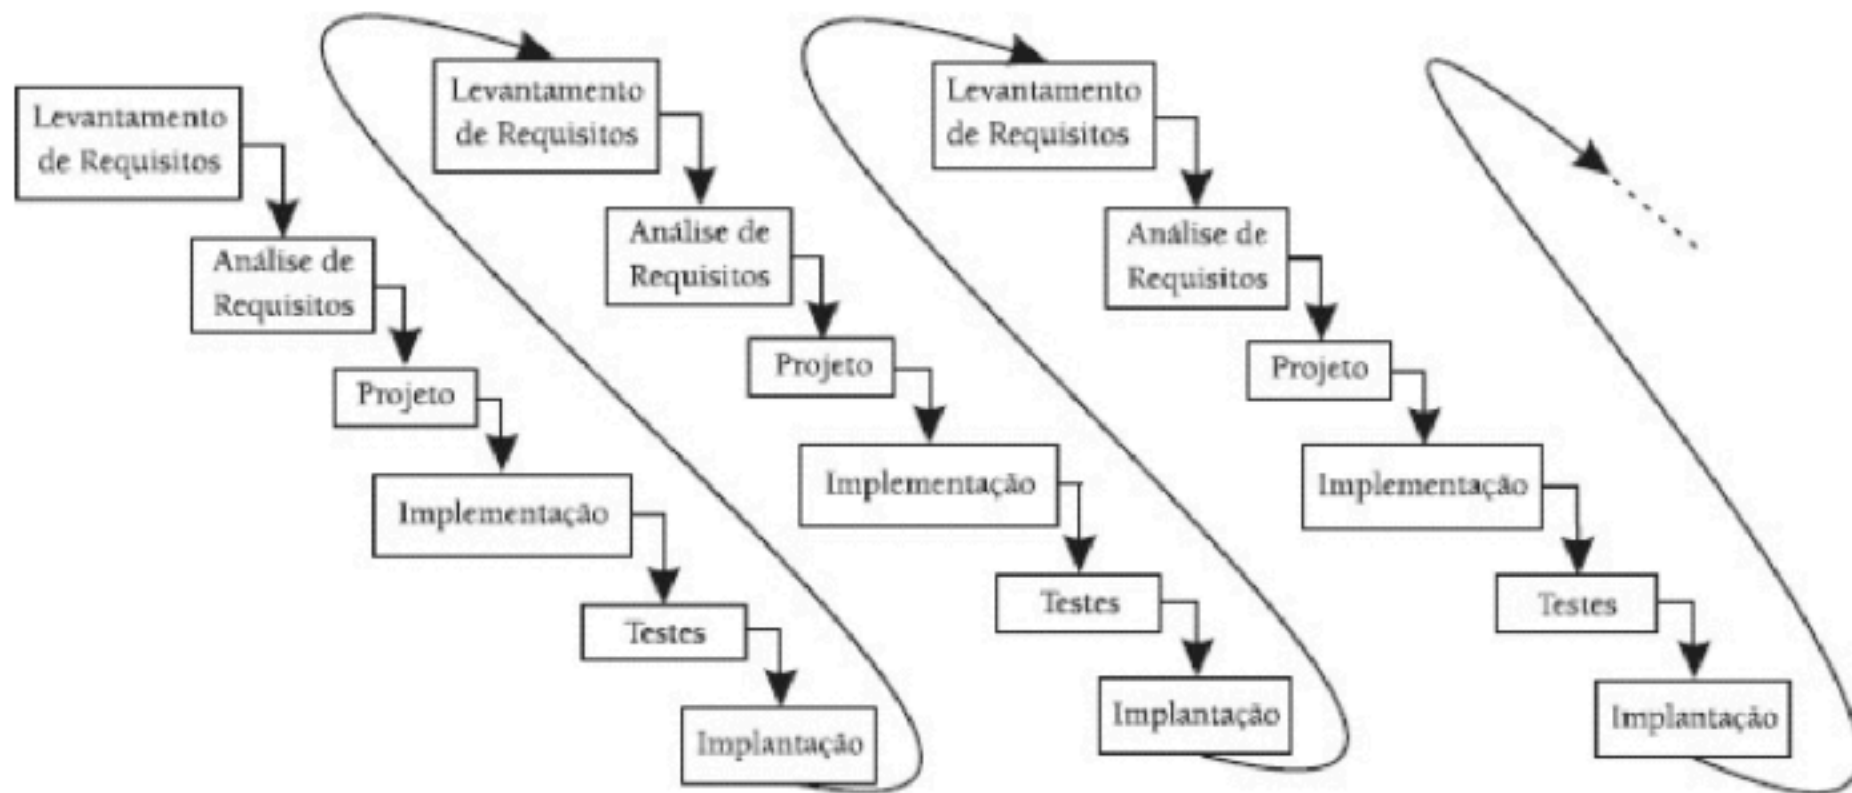 Levantamento
de Requisitos
Análise de
Requisitos
Projeto
Implementação
Testes
Implantação
Levantamento
de Requisitos
Análise de
Requisitos
Projeto
Implementação
Testes
Implantação
Levantamento
de Requisitos
Análise de
Requisitos
Projeto
Implementação
Testes
Implantação